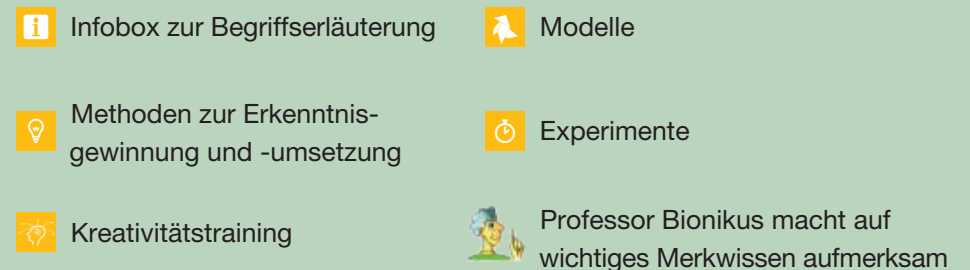 Infobox zur Begriffserläuterung
Modelle
Methoden zur Erkenntnis-
gewinnung und -umsetzung
Experimente
Kreativitätstraining
Professor Bionikus macht auf
wichtiges Merkwissen aufmerksam